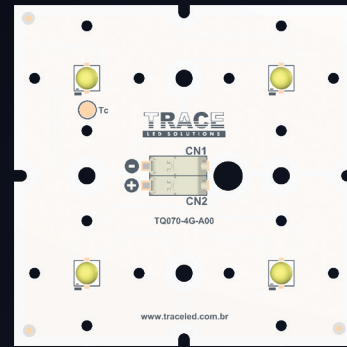 Tc
TRACE
LED SOLUTIONS
CN1
-
+
CN2
TQ070-4G-A00
www.traceled.com.br